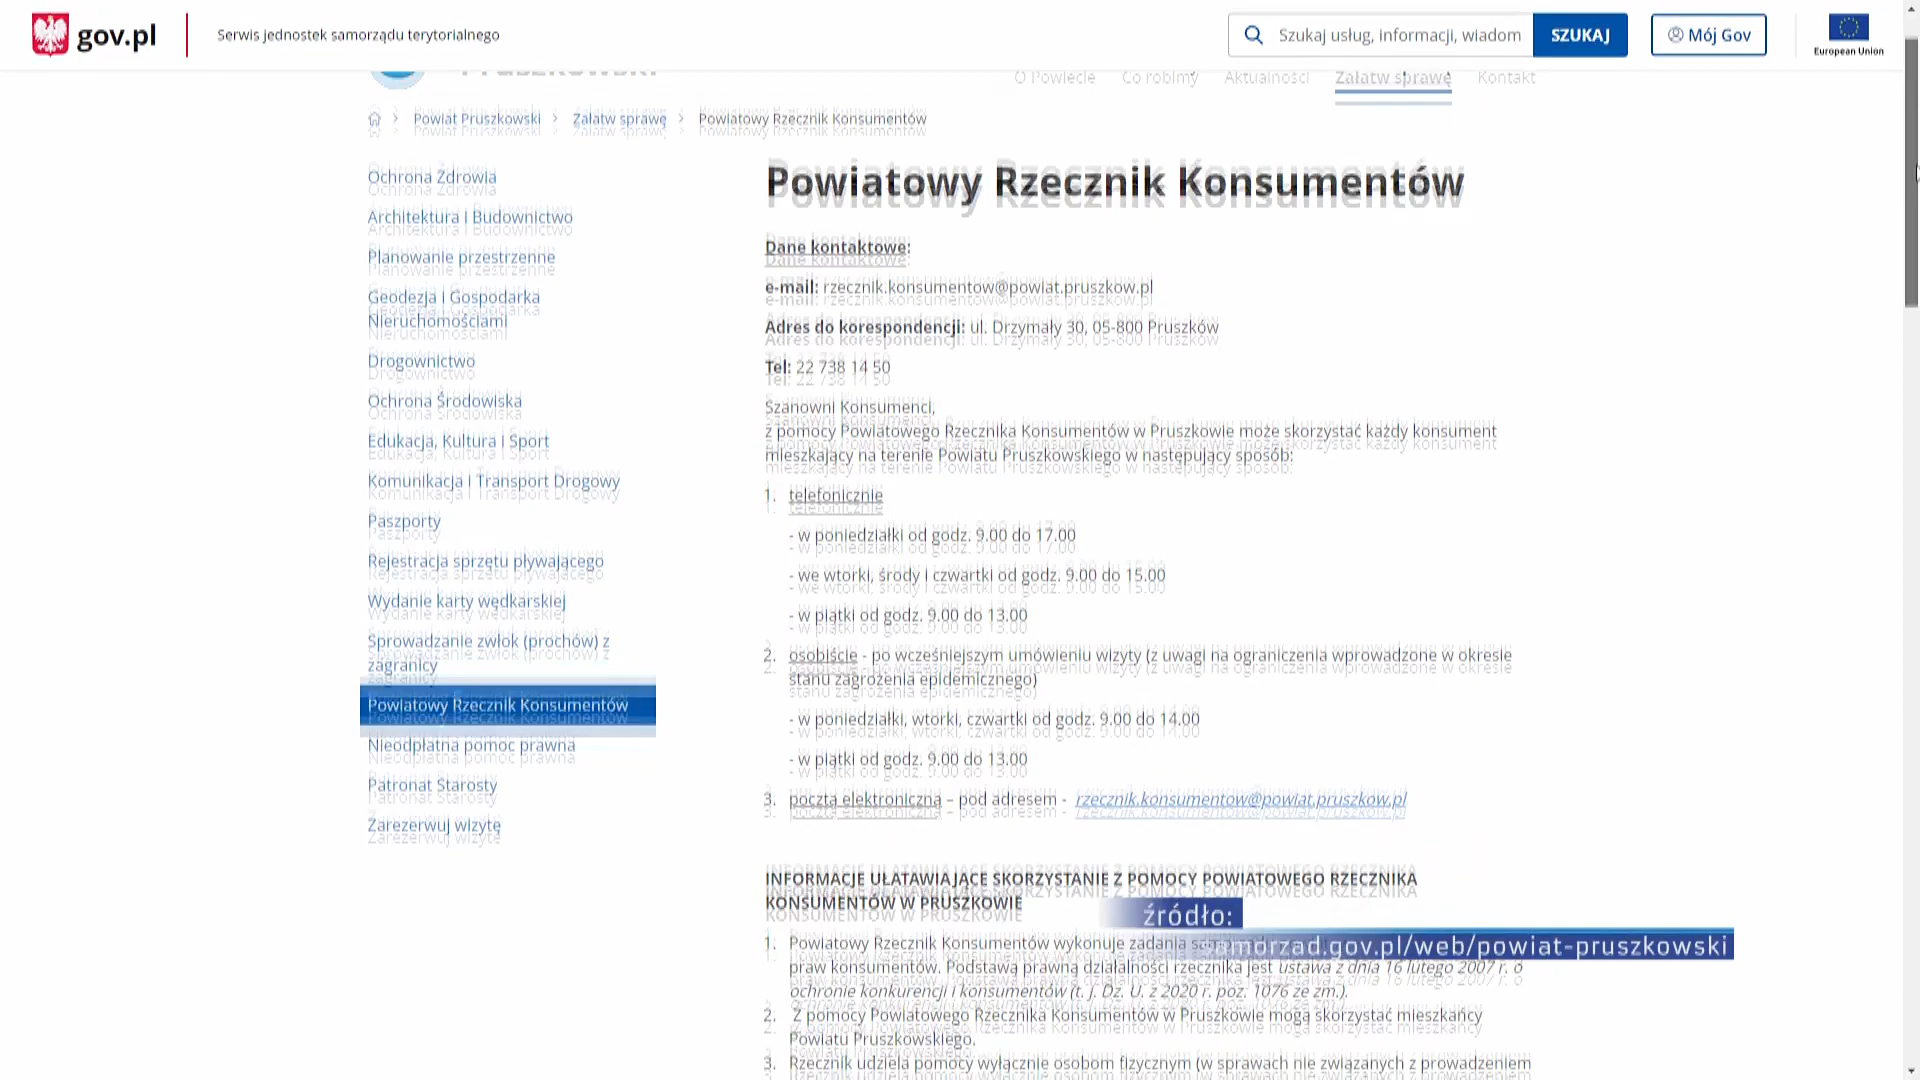 gov.pl
Serwis jednostek samorządu terytorialnego
Szukaj usług, informacji, wiadom
SZUKAJ
Mój Gov
European Union
O Powiecie
Co robimy
Aktualności
Załatw sprawę
Kontakt
Powiat Pruszkowski > Załatw sprawę > Powiatowy Rzecznik Konsumentów
Ochrona Zdrowia
Architektura i Budownictwo
Planowanie przestrzenne
Geodezja i Gospodarka
Nieruchomościami
Drogownictwo
Ochrona Środowiska
Edukacja, Kultura i Sport
Komunikacja i Transport Drogowy
Paszporty
Rejestracja sprzętu pływającego
Wydanie karty wędkarskiej
Sprowadzanie zwłok (prochów) z
zagranicy
Powiatowy Rzecznik Konsumentów
Nieodpłatna pomoc prawna
Patronat Starosty
Zarezerwuj wizytę
Powiatowy Rzecznik Konsumentów
Dane kontaktowe:
e-mail: rzecznik.konsumentow@powiat.pruszkow.pl
Adres do korespondencji: ul. Drzymały 30, 05-800 Pruszków
Tel: 22 738 14 50
Szanowni Konsumenci,
z pomocy Powiatowego Rzecznika Konsumentów w Pruszkowie może skorzystać każdy konsument
mieszkający na terenie Powiatu Pruszkowskiego w następujący sposób:
1. telefonicznie
- w poniedziałki od godz. 9.00 do 17.00
- we wtorki, środy i czwartki od godz. 9.00 do 15.00
- w piątki od godz. 9.00 do 13.00
2. osobiście - po wcześniejszym umówieniu wizyty (z uwagi na ograniczenia wprowadzone w okresie
stanu zagrożenia epidemicznego)
- w poniedziałki, wtorki, czwartki od godz. 9.00 do 14.00
- w piątki od godz. 9.00 do 13.00
3. pocztą elektroniczną – pod adresem - rzecznik.konsumentow@powiat.pruszkow.pl
INFORMACJE UŁATAWIAJĄCE SKORZYSTANIE Z POMOCY POWIATOWEGO RZECZNIKA
KONSUMENTÓW W PRUSZKOWIE
źródło:
samorzad.gov.pl/web/powiat-pruszkowski
1. Powiatowy Rzecznik Konsumentów wykonuje zadania
praw konsumentów. Podstawą prawną działalności rzecznika jest ustawa z dnia 16 lutego 2007 r. o
ochronie konkurencji i konsumentów (t. j. Dz. U. z 2020 r. poz. 1076 ze zm.).
2. Z pomocy Powiatowego Rzecznika Konsumentów w Pruszkowie mogą skorzystać mieszkańcy
Powiatu Pruszkowskiego.
3. Rzecznik udziela pomocy wyłącznie osobom fizycznym (w sprawach nie związanych z prowadzeniem